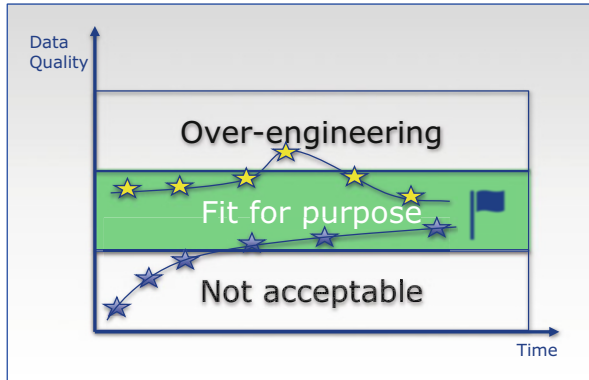 Data
Quality
Over-engineering
Fit for purpose
Not acceptable
Time